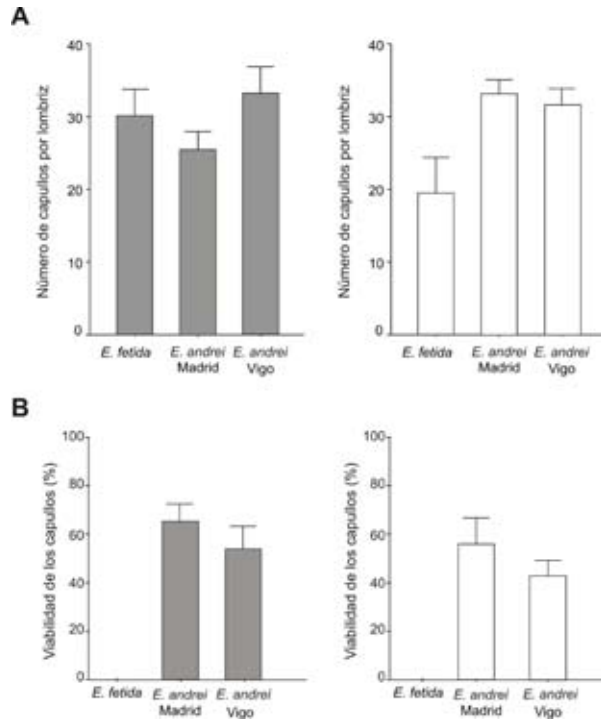 A
Número de capullos por lombriz
40
30
20
10
0
E. fetida
E. andrei
Madrid
E. andrei
Vigo
Número de capullos por lombriz
40
30
20
10
0
E. fetida
E. andrei
Madrid
E. andrei
Vigo
B
Viabilidad de los capullos (%)
100
80
60
40
20
0
E. fetida
E. andrei
Madrid
E. andrei
Vigo
Viabilidad de los capullos (%)
100
80
60
40
20
0
E. fetida
E. andrei
Madrid
E. andrei
Vigo